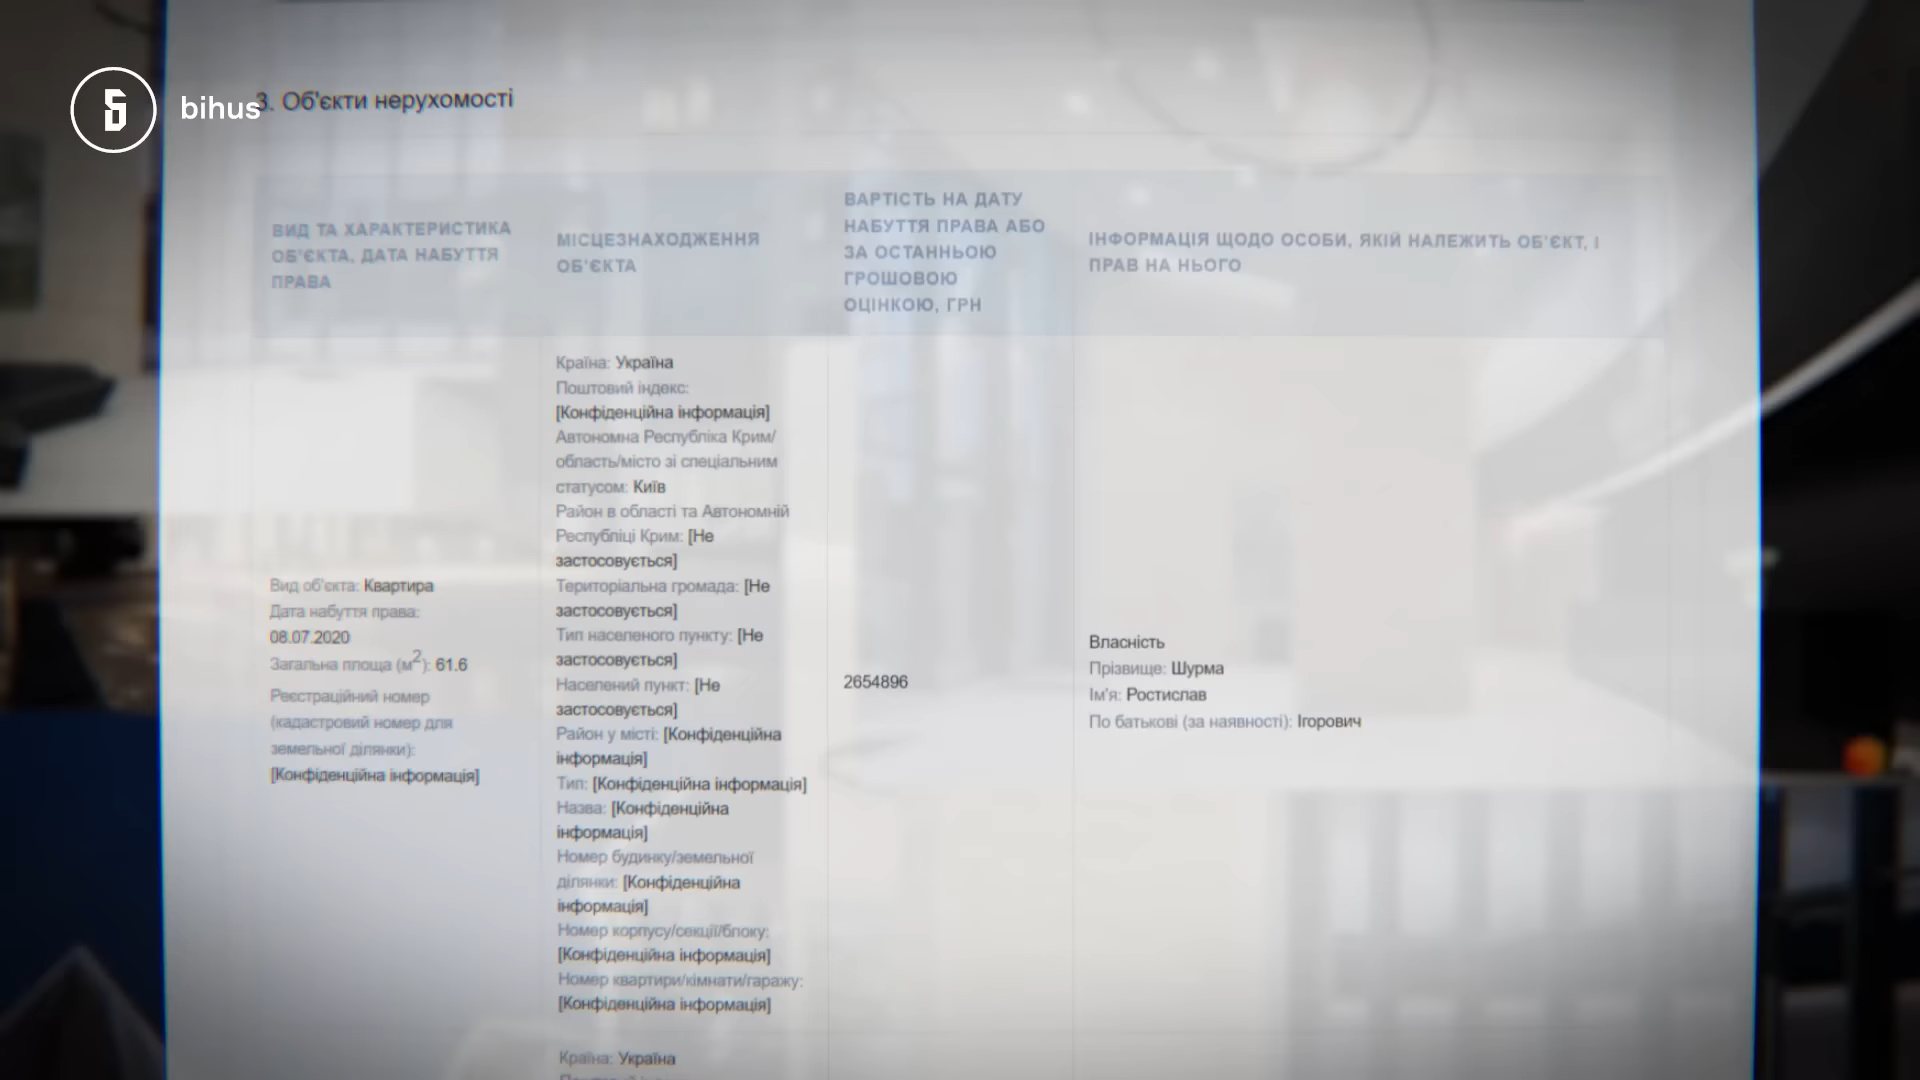 bihus
3. Об'єкти нерухомості
ВИД ТА ХАРАКТЕРИСТИКА
ОБ'ЄКТА, ДАТА НАБУТТЯ
ПРАВА
МІСЦЕЗНАХОДЖЕННЯ
ОБ'ЄКТА
ВАРТІСТЬ НА ДАТУ
НАБУТТЯ ПРАВА АБО
ЗА ОСТАННЬОЮ
ГРОШОВОЮ
ОЦІНКОЮ, ГРН
ІНФОРМАЦІЯ ЩОДО ОСОБИ, ЯКІЙ НАЛЕЖИТЬ ОБ'ЄКТ, І
ПРАВ НА НЬОГО
Вид об'єкта: Квартира
Дата набуття права:
08.07.2020
Загальна площа (м2): 61.6
Реєстраційний номер
(кадастровий номер для
земельної ділянки):
[Конфіденційна інформація]
Країна: Україна
Поштовий індекс:
[Конфіденційна інформація]
Автономна Республіка Крим/
область/місто зі спеціальним
статусом: Київ
Район в області та Автономній
Республіці Крим: [Не
застосовується]
Територіальна громада: [Не
застосовується]
Тип населеного пункту: [Не
застосовується]
Населений пункт: [Не
застосовується]
Район у місті: [Конфіденційна
інформація]
Тип: [Конфіденційна інформація]
Назва: [Конфіденційна
інформація]
Номер будинку/земельної
ділянки: [Конфіденційна
інформація]
Номер корпусу/секції/блоку:
[Конфіденційна інформація]
Номер квартири/кімнати/гаражу:
[Конфіденційна інформація]
2654896
Власність
Прізвище: Шурма
Ім'я: Ростислав
По батькові (за наявності): Ігорович
Країна: Україна